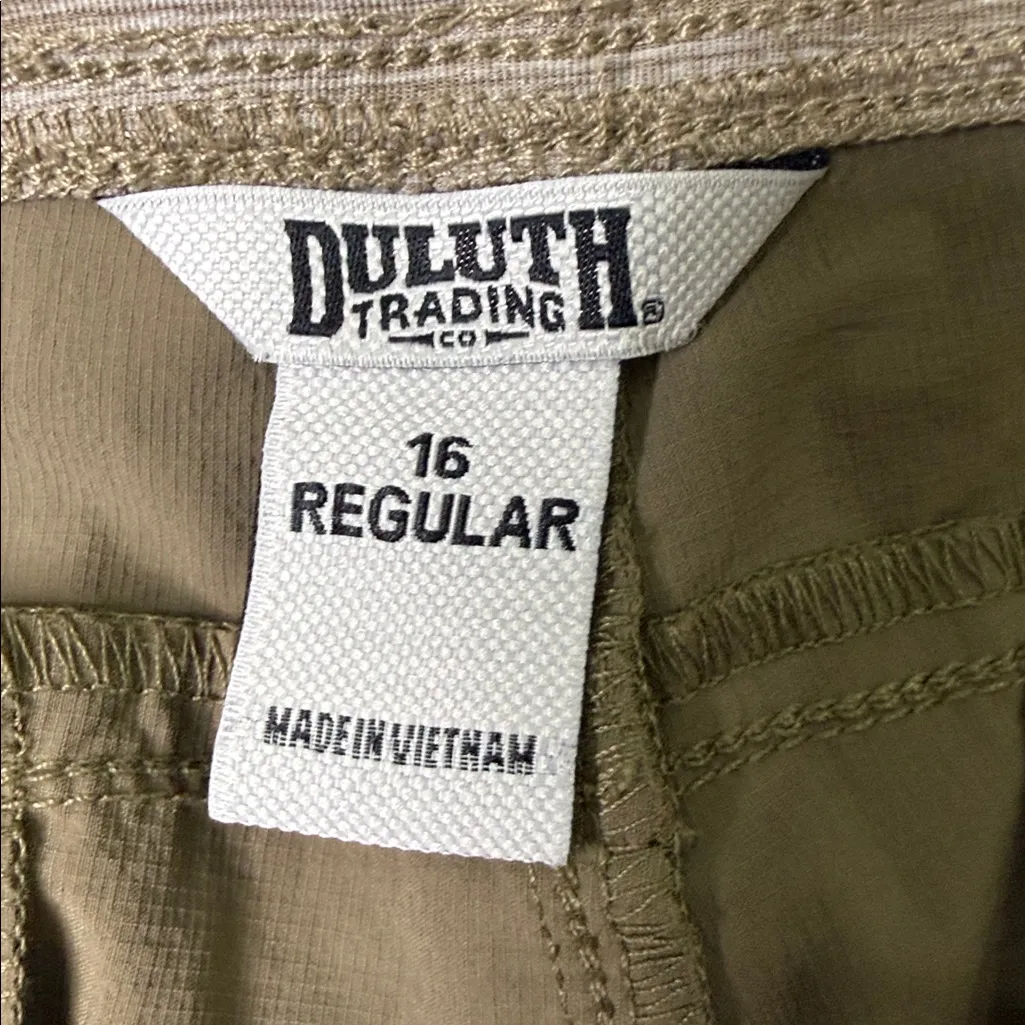 DULUTH
TRADING
CO
®
16
REGULAR
MADE IN VIETNAM